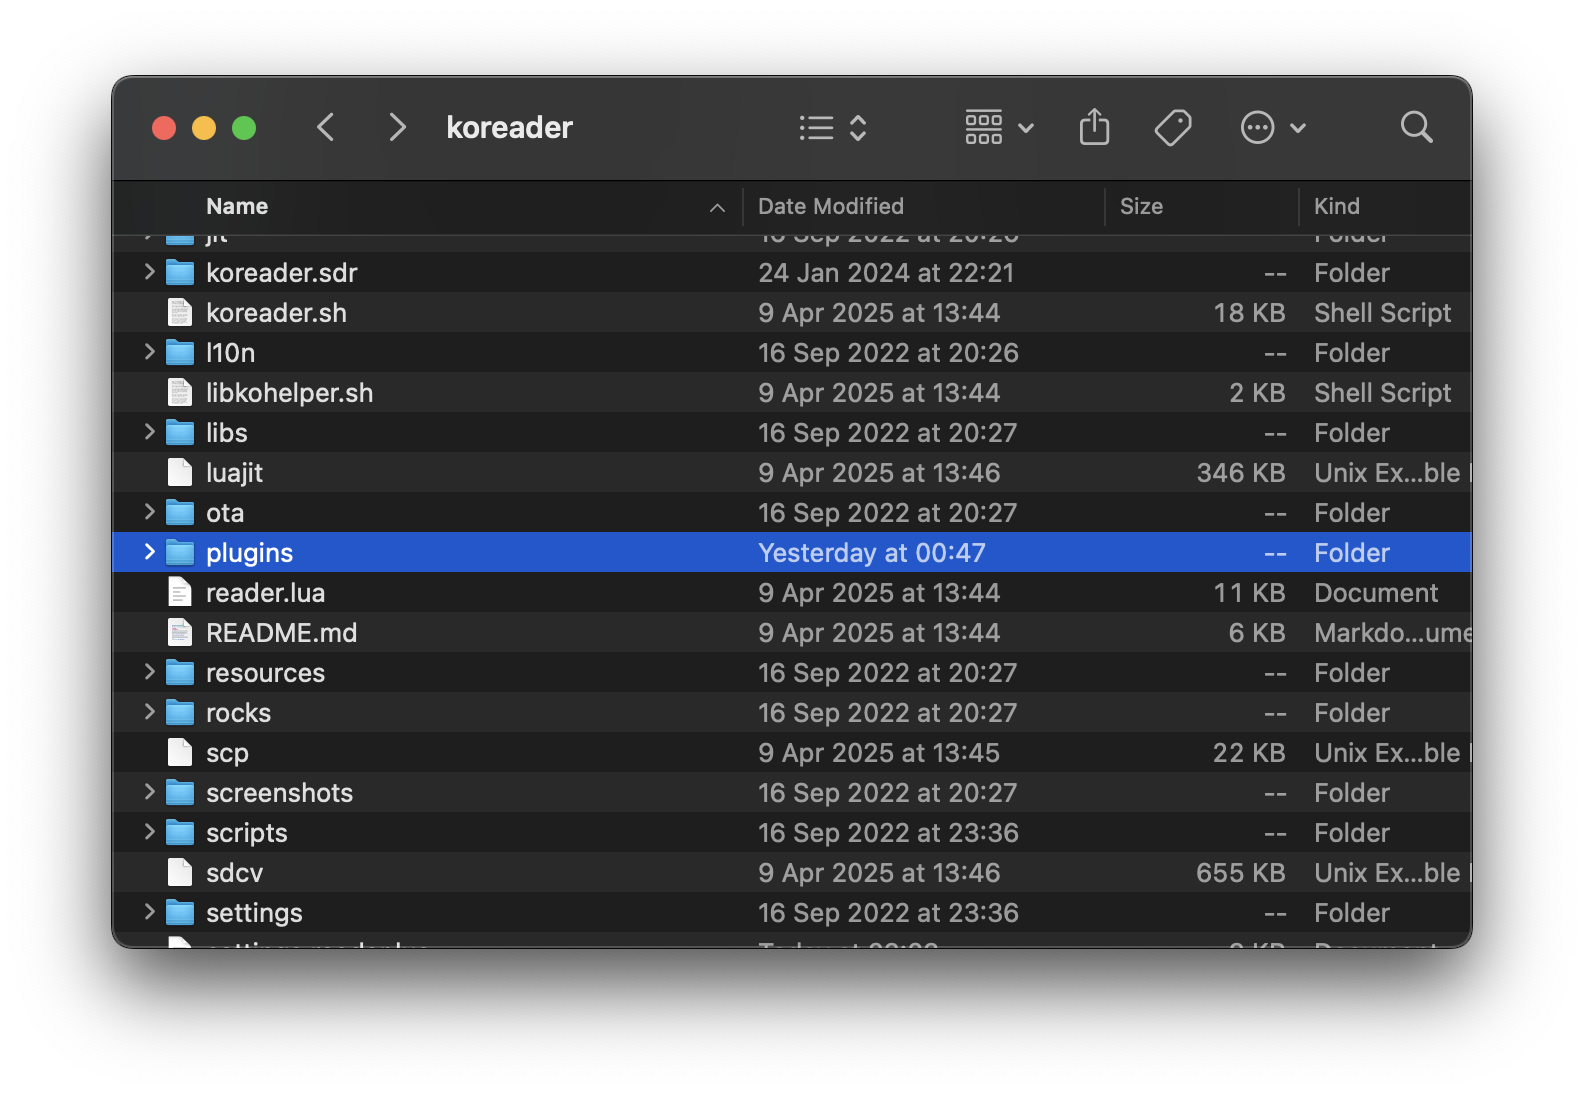 koreader
Name Date Modified Size Kind
jit 16 Sep 2022 at 20:26 Folder
koreader.sdr 24 Jan 2024 at 22:21 -- Folder
koreader.sh 9 Apr 2025 at 13:44 18 KB Shell Script
l10n 16 Sep 2022 at 20:26 -- Folder
libkohelper.sh 9 Apr 2025 at 13:44 2 KB Shell Script
libs 16 Sep 2022 at 20:27 -- Folder
luajit 9 Apr 2025 at 13:46 346 KB Unix Ex...ble
ota 16 Sep 2022 at 20:27 -- Folder
plugins Yesterday at 00:47 -- Folder
reader.lua 9 Apr 2025 at 13:44 11 KB Document
README.md 9 Apr 2025 at 13:44 6 KB Markdo...ume
resources 16 Sep 2022 at 20:27 -- Folder
rocks 16 Sep 2022 at 20:27 -- Folder
scp 9 Apr 2025 at 13:45 22 KB Unix Ex...ble
screenshots 16 Sep 2022 at 20:27 -- Folder
scripts 16 Sep 2022 at 23:36 -- Folder
sdcv 9 Apr 2025 at 13:46 655 KB Unix Ex...ble
settings 16 Sep 2022 at 23:36 -- Folder